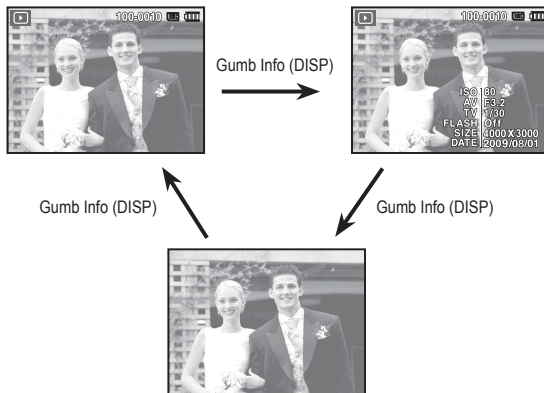 100-0010
Gumb Info (DISP)
100-0010
ISO 80
AV F3.2
TV 1/30
FLASH Off
SIZE 4000X3000
DATE 2009/08/01
Gumb Info (DISP)
Gumb Info (DISP)